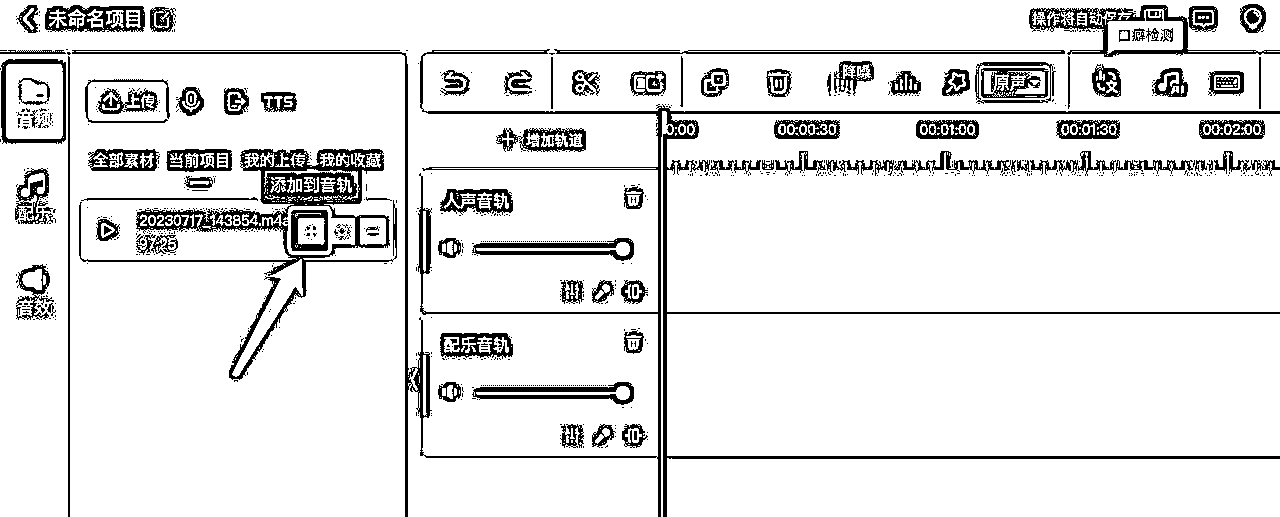 未命名项目
操作将自动保存
口癖检测
音频
上传
TTS
降噪
原声
00:00:30
00:01:00
00:01:30
00:02:00
增加轨道
全部素材 当前项目 我的上传 我的收藏
添加到音轨
配乐
20230717_143854.m4a
97:25
音效
人声音轨
配乐音轨